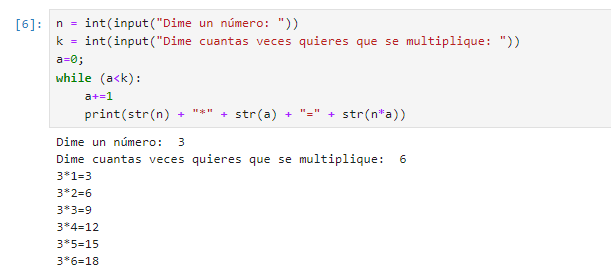 [6]: n = int(input("Dime un número: "))
k = int(input("Dime cuantas veces quieres que se multiplique: "))
a=0;
while (a<k):
    a+=1
    print(str(n) + "*" + str(a) + "=" + str(n*a))
Dime un número:  3
Dime cuantas veces quieres que se multiplique:  6
3*1=3
3*2=6
3*3=9
3*4=12
3*5=15
3*6=18